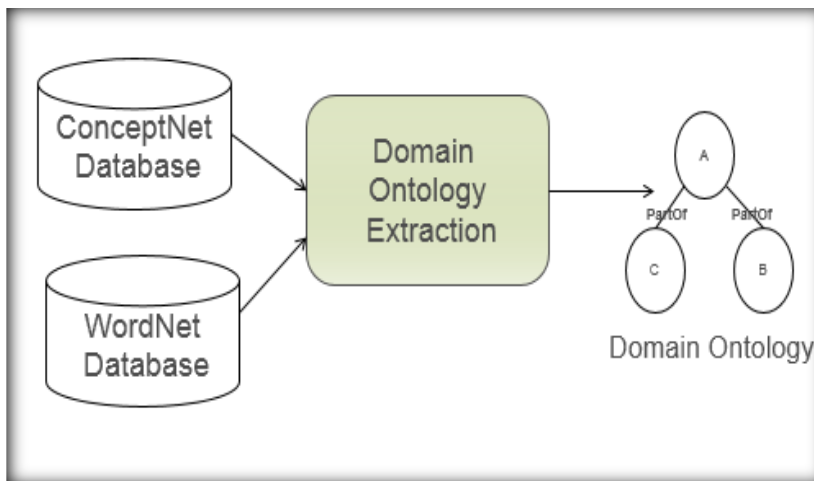 ConceptNet
Database
WordNet
Database
Domain
Ontology
Extraction
A
PartOf
PartOf
C
B
Domain Ontology